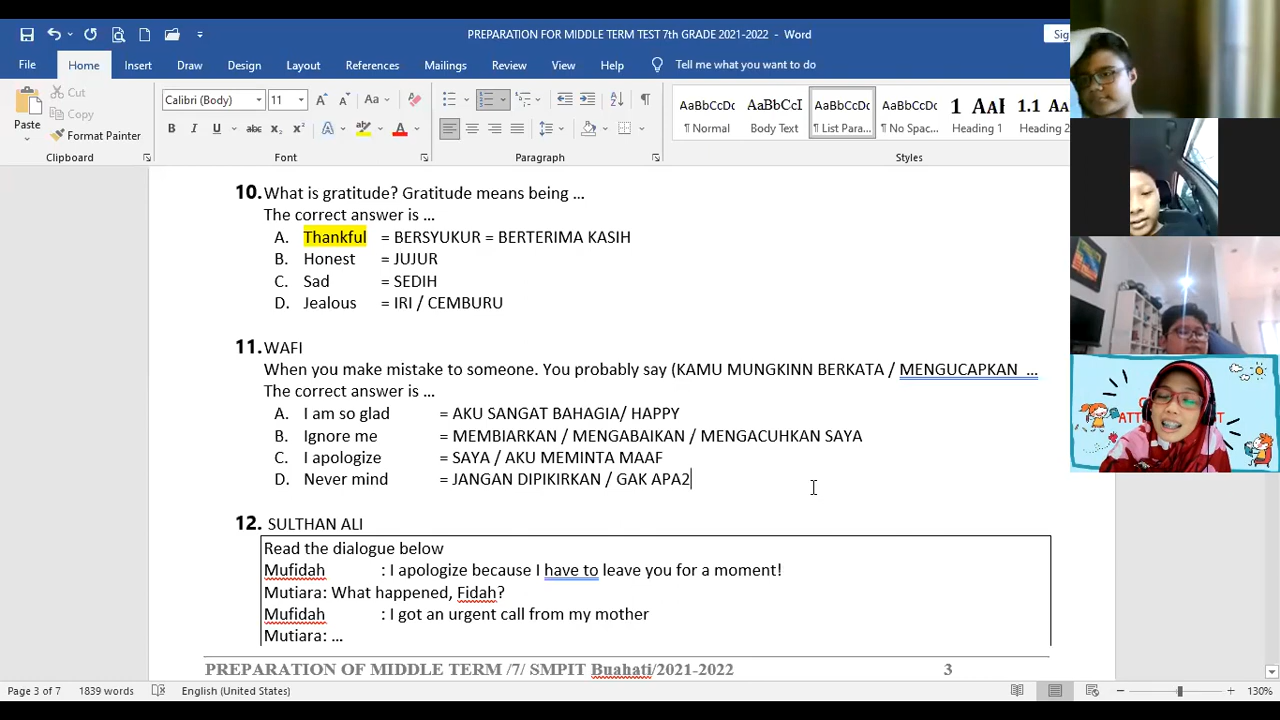 PREPARATION FOR MIDDLE TERM TEST 7th GRADE 2021-2022 - Word
File Home Insert Draw Design Layout References Mailings Review View Help Tell me what you want to do
Cut
Copy
Format Painter
Paste
Calibri (Body) 11
AaBbCcDc AaBbCcI AaBbCcDc AaBbCcDc 1 AaI 1.1 AaB
¶ Normal Body Text ¶ List Para... ¶ No Spac... Heading 1 Heading 2
Clipboard Font Paragraph Styles
10. What is gratitude? Gratitude means being ...
The correct answer is ...
A. Thankful = BERSYUKUR = BERTERIMA KASIH
B. Honest = JUJUR
C. Sad = SEDIH
D. Jealous = IRI / CEMBURU
11. WAFI
When you make mistake to someone. You probably say (KAMU MUNGKINN BERKATA / MENGUCAPKAN ...
The correct answer is ...
A. I am so glad = AKU SANGAT BAHAGIA/ HAPPY
B. Ignore me = MEMBIARKAN / MENGABAIKAN / MENGACUHKAN SAYA
C. I apologize = SAYA / AKU MEMINTA MAAF
D. Never mind = JANGAN DIPIKIRKAN / GAK APA2
12. SULTHAN ALI
Read the dialogue below
Mufidah : I apologize because I have to leave you for a moment!
Mutiara: What happened, Fidah?
Mufidah : I got an urgent call from my mother
Mutiara: ...
PREPARATION OF MIDDLE TERM /7/ SMPIT Buahati/2021-2022 3
Page 3 of 7 1839 words English (United States) 130%